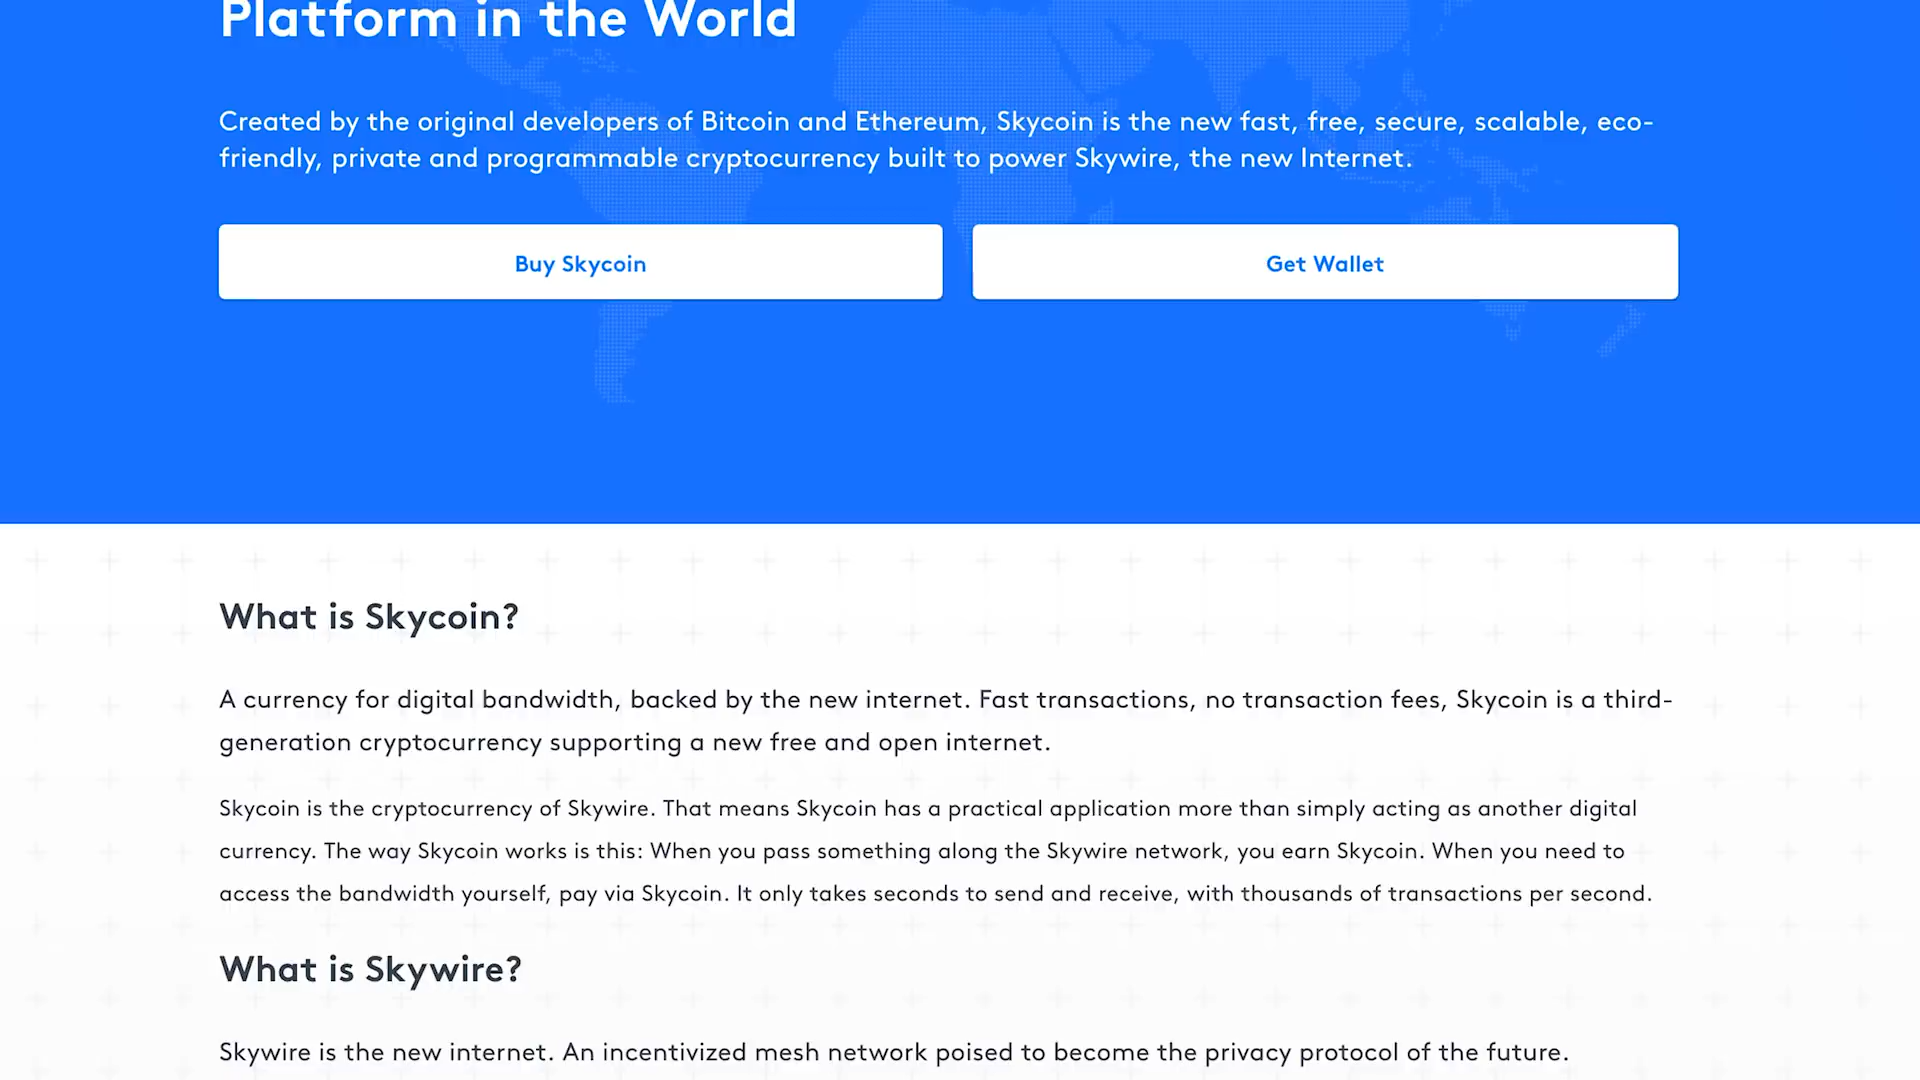 Platform in the World
Created by the original developers of Bitcoin and Ethereum, Skycoin is the new fast, free, secure, scalable, eco-
friendly, private and programmable cryptocurrency built to power Skywire, the new Internet.
Buy Skycoin
Get Wallet
What is Skycoin?
A currency for digital bandwidth, backed by the new internet. Fast transactions, no transaction fees, Skycoin is a third-
generation cryptocurrency supporting a new free and open internet.
Skycoin is the cryptocurrency of Skywire. That means Skycoin has a practical application more than simply acting as another digital
currency. The way Skycoin works is this: When you pass something along the Skywire network, you earn Skycoin. When you need to
access the bandwidth yourself, pay via Skycoin. It only takes seconds to send and receive, with thousands of transactions per second.
What is Skywire?
Skywire is the new internet. An incentivized mesh network poised to become the privacy protocol of the future.